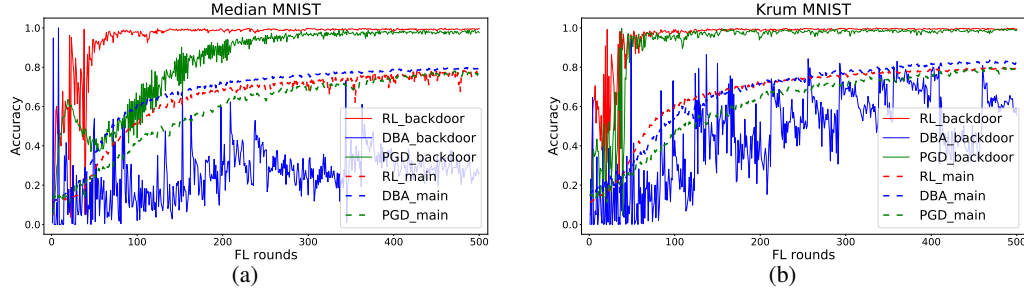 Median MNIST
1.0
0.8
0.6
0.4
0.2
0.0
Accuracy
RL_backdoor
DBA_backdoor
PGD_backdoor
RL_main
DBA_main
PGD_main
0 100 200 300 400 500
FL rounds
(a)
Krum MNIST
1.0
0.8
0.6
0.4
0.2
0.0
Accuracy
RL_backdoor
DBA_backdoor
PGD_backdoor
RL_main
DBA_main
PGD_main
0 100 200 300 400 500
FL rounds
(b)